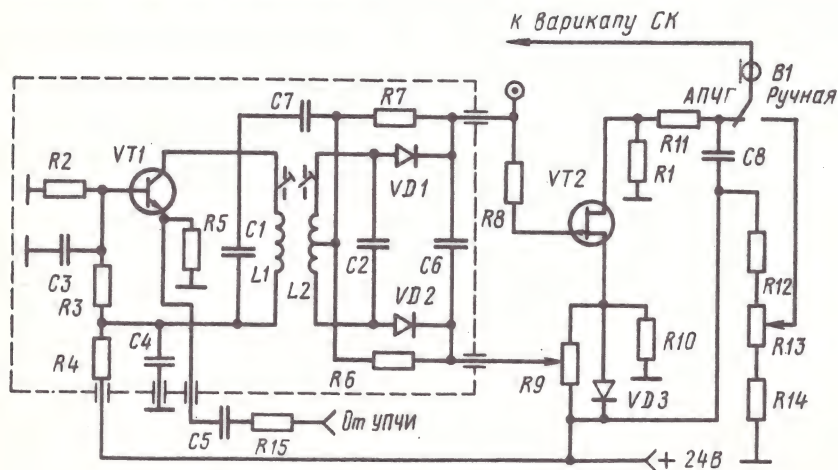 К варикапу СК
В1
АПЧГ
Ручная
C7
R7
R2
VT1
R11
VD1
VT2
R1
C8
R8
R5
C1
C3
L1
L2
C2
C6
R12
R3
VD2
R4
C4
R6
R9
R10
R13
VD3
R14
C5
R15
От УПЧИ
+ 24В